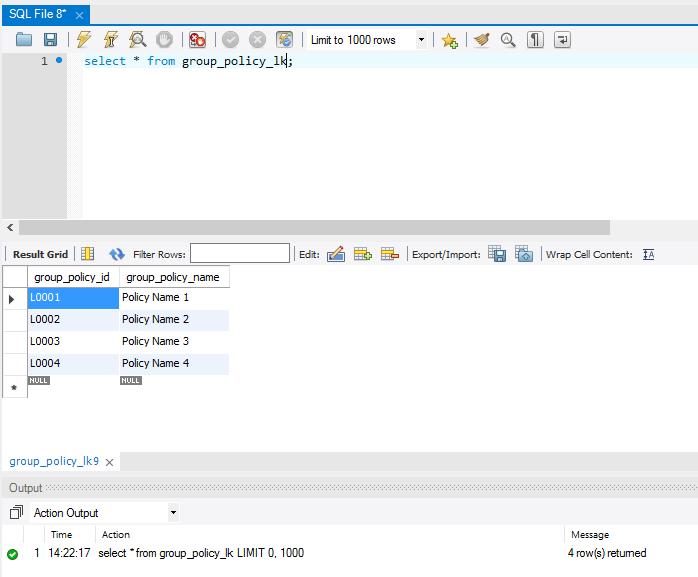 SQL File 8*
Limit to 1000 rows
1 select * from group_policy_lk;
Result Grid Filter Rows: Edit: Export/Import: Wrap Cell Content:
group_policy_id group_policy_name
L0001 Policy Name 1
L0002 Policy Name 2
L0003 Policy Name 3
L0004 Policy Name 4
NULL NULL
group_policy_lk 9
Output
Action Output
Time Action Message
1 14:22:17 select * from group_policy_lk LIMIT 0, 1000 4 row(s) returned